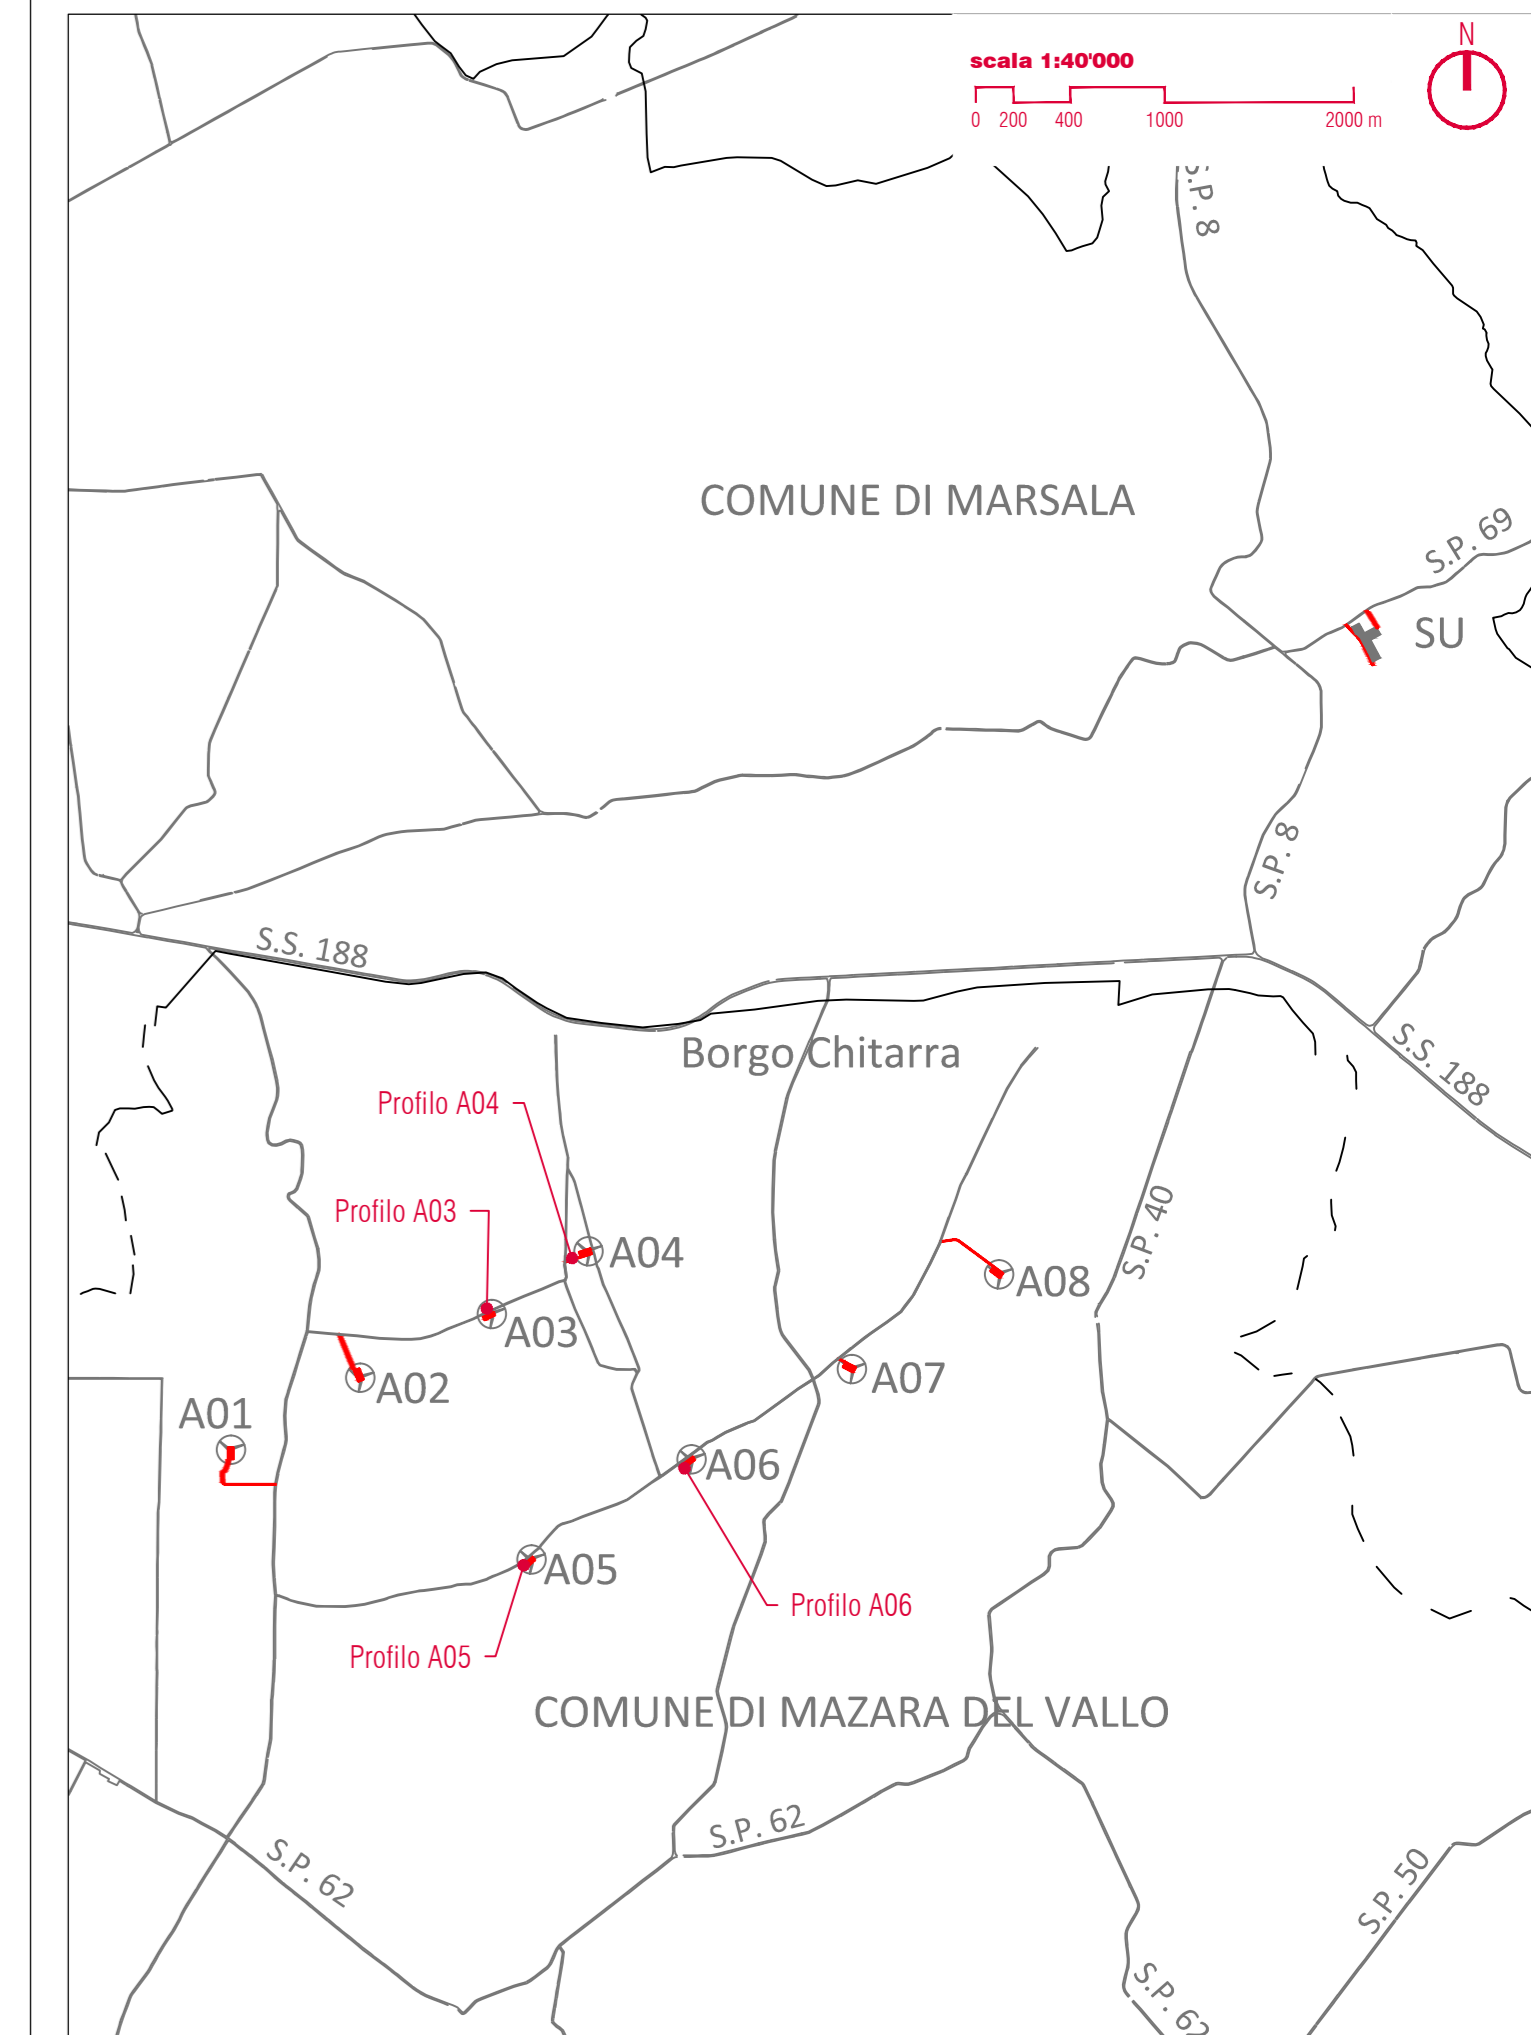 N
scala 1:40'000
0 200 400 1000 2000 m
S.P. 8
COMUNE DI MARSALA
S.P. 69
SU
S.P. 8
S.S. 188
Borgo Chitarra
S.S. 188
Profilo A04
Profilo A03
A04
S.P. 40
A08
A03
A07
A02
A01
A06
A05
Profilo A06
Profilo A05
COMUNE DI MAZARA DEL VALLO
S.P. 62
S.P. 62
S.P. 50
S.P. 62